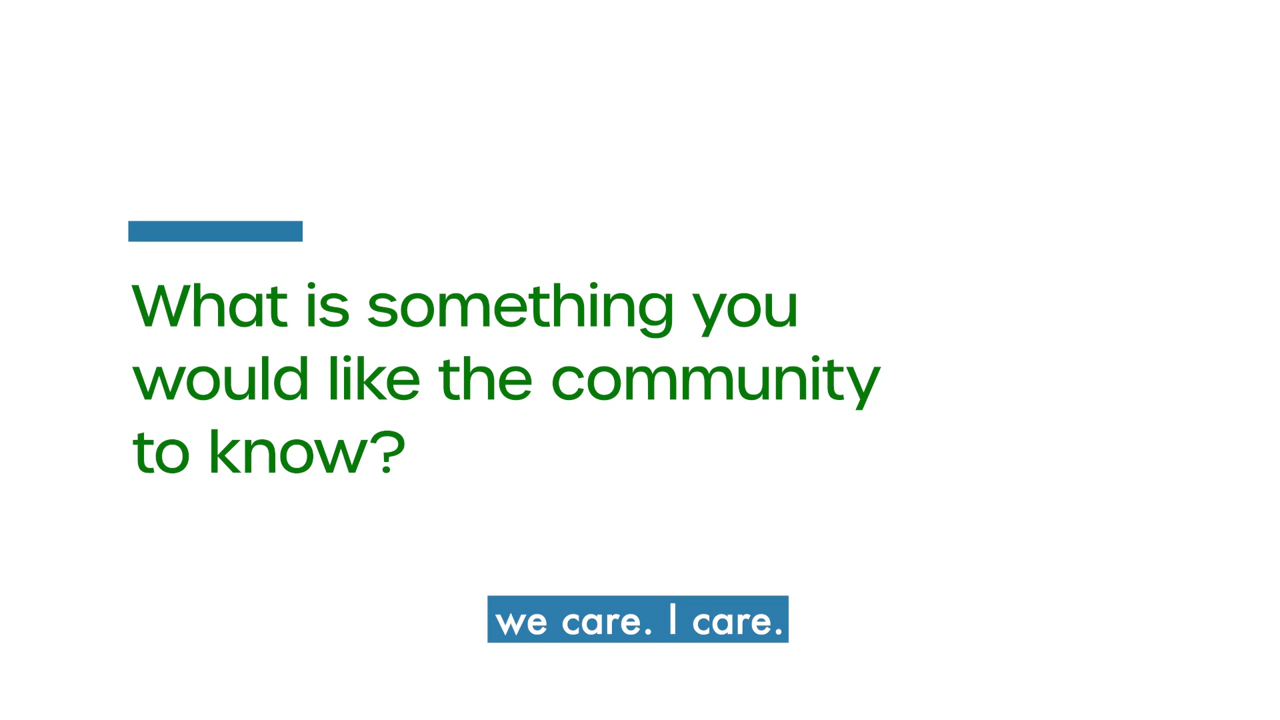 What is something you
would like the community
to know?
we care. I care.